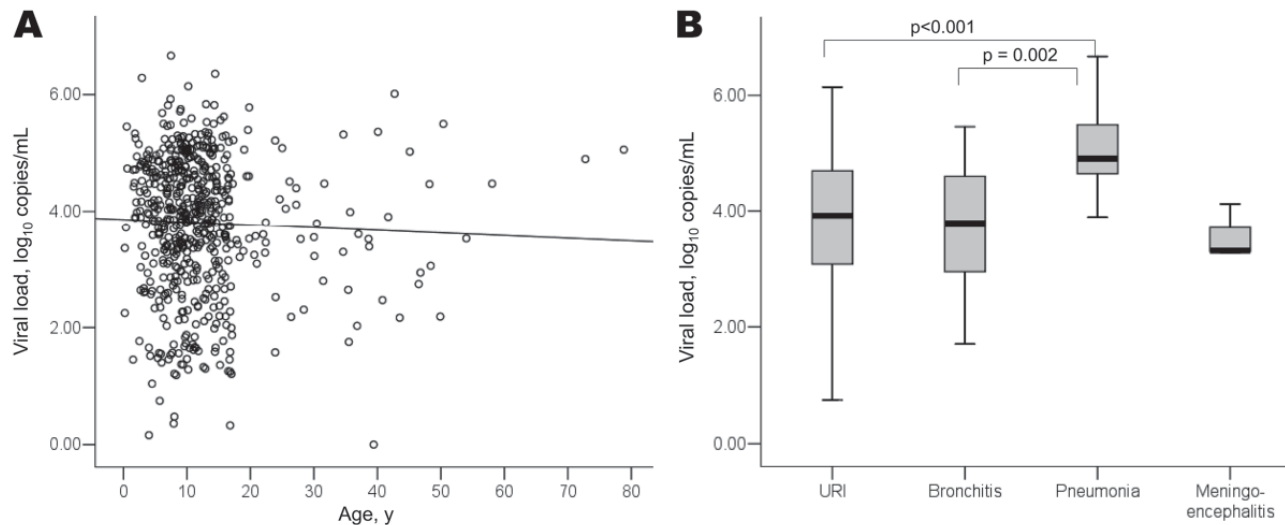 A
6.00
4.00
2.00
0.00
Viral load, log10 copies/mL
0 10 20 30 40 50 60 70 80
Age, y
B
p<0.001
p = 0.002
6.00
4.00
2.00
0.00
Viral load, log10 copies/mL
URI Bronchitis Pneumonia Meningo-
encephalitis